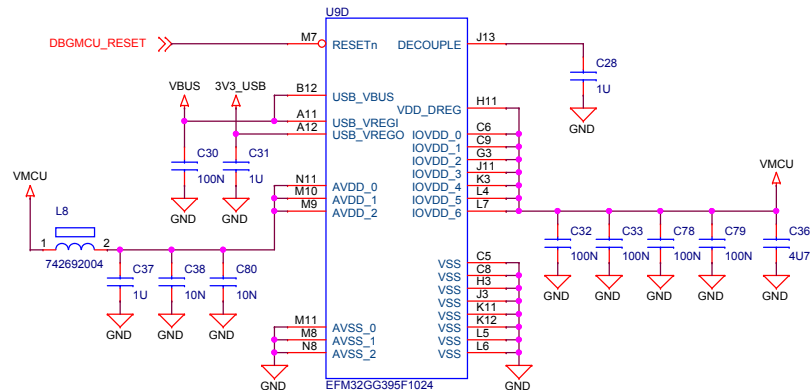 U9D
DBGMCU_RESET
M7
RESETn
DECOUPLE
J13
C28
1U
GND
VBUS
3V3_USB
B12
USB_VBUS
A11
USB_VREGI
A12
USB_VREGO
VDD_DREG
H11
C30
100N
C31
1U
GND
GND
IOVDD_0
C6
IOVDD_1
C9
IOVDD_2
G3
IOVDD_3
J11
IOVDD_4
K3
IOVDD_5
L4
IOVDD_6
L7
VMCU
VMCU
L8
1
2
742692004
N11
AVDD_0
M10
AVDD_1
M9
AVDD_2
C37
1U
C38
10N
C80
10N
GND
GND
GND
C32
100N
C33
100N
C78
100N
C79
100N
C36
4U7
GND
GND
GND
GND
GND
VSS
C5
VSS
C8
VSS
H3
VSS
J3
VSS
K11
VSS
K12
VSS
L5
VSS
L6
M11
AVSS_0
M8
AVSS_1
N8
AVSS_2
GND
GND
EFM32GG395F1024